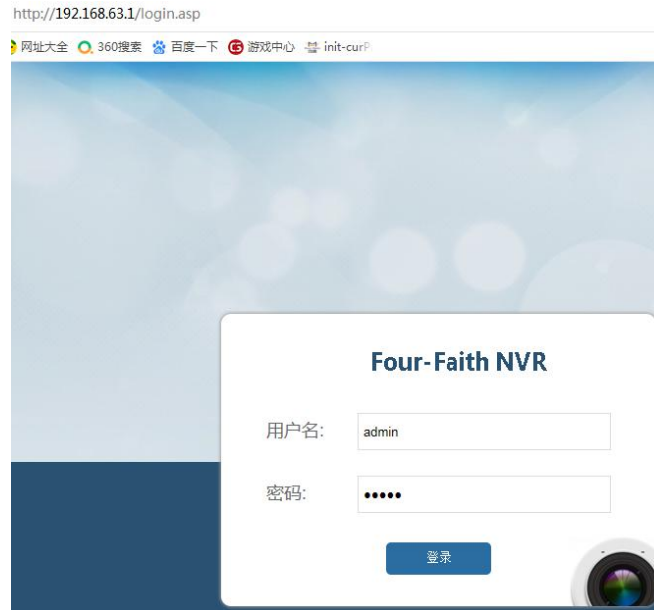 http://192.168.63.1/login.asp
网址大全 360搜索 百度一下 游戏中心 init-curP
Four-Faith NVR
用户名: admin
密码: •••••
登录